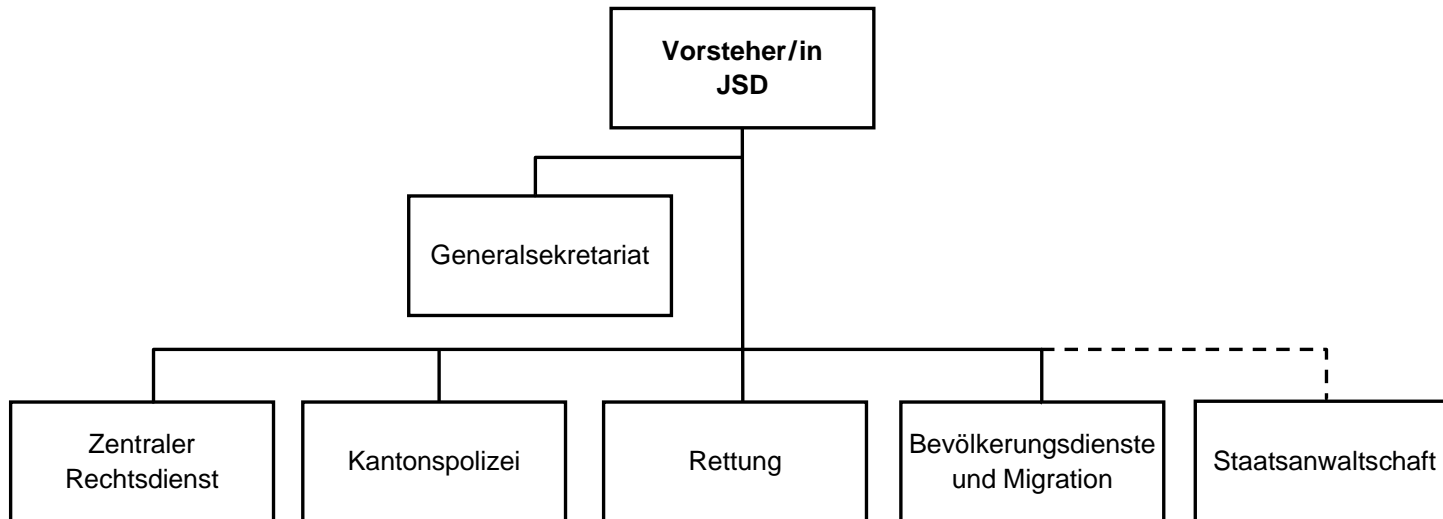 Vorsteher/in
JSD
Generalsekretariat
Zentraler
Rechtsdienst
Kantonspolizei
Rettung
Bevölkerungsdienste
und Migration
Staatsanwaltschaft